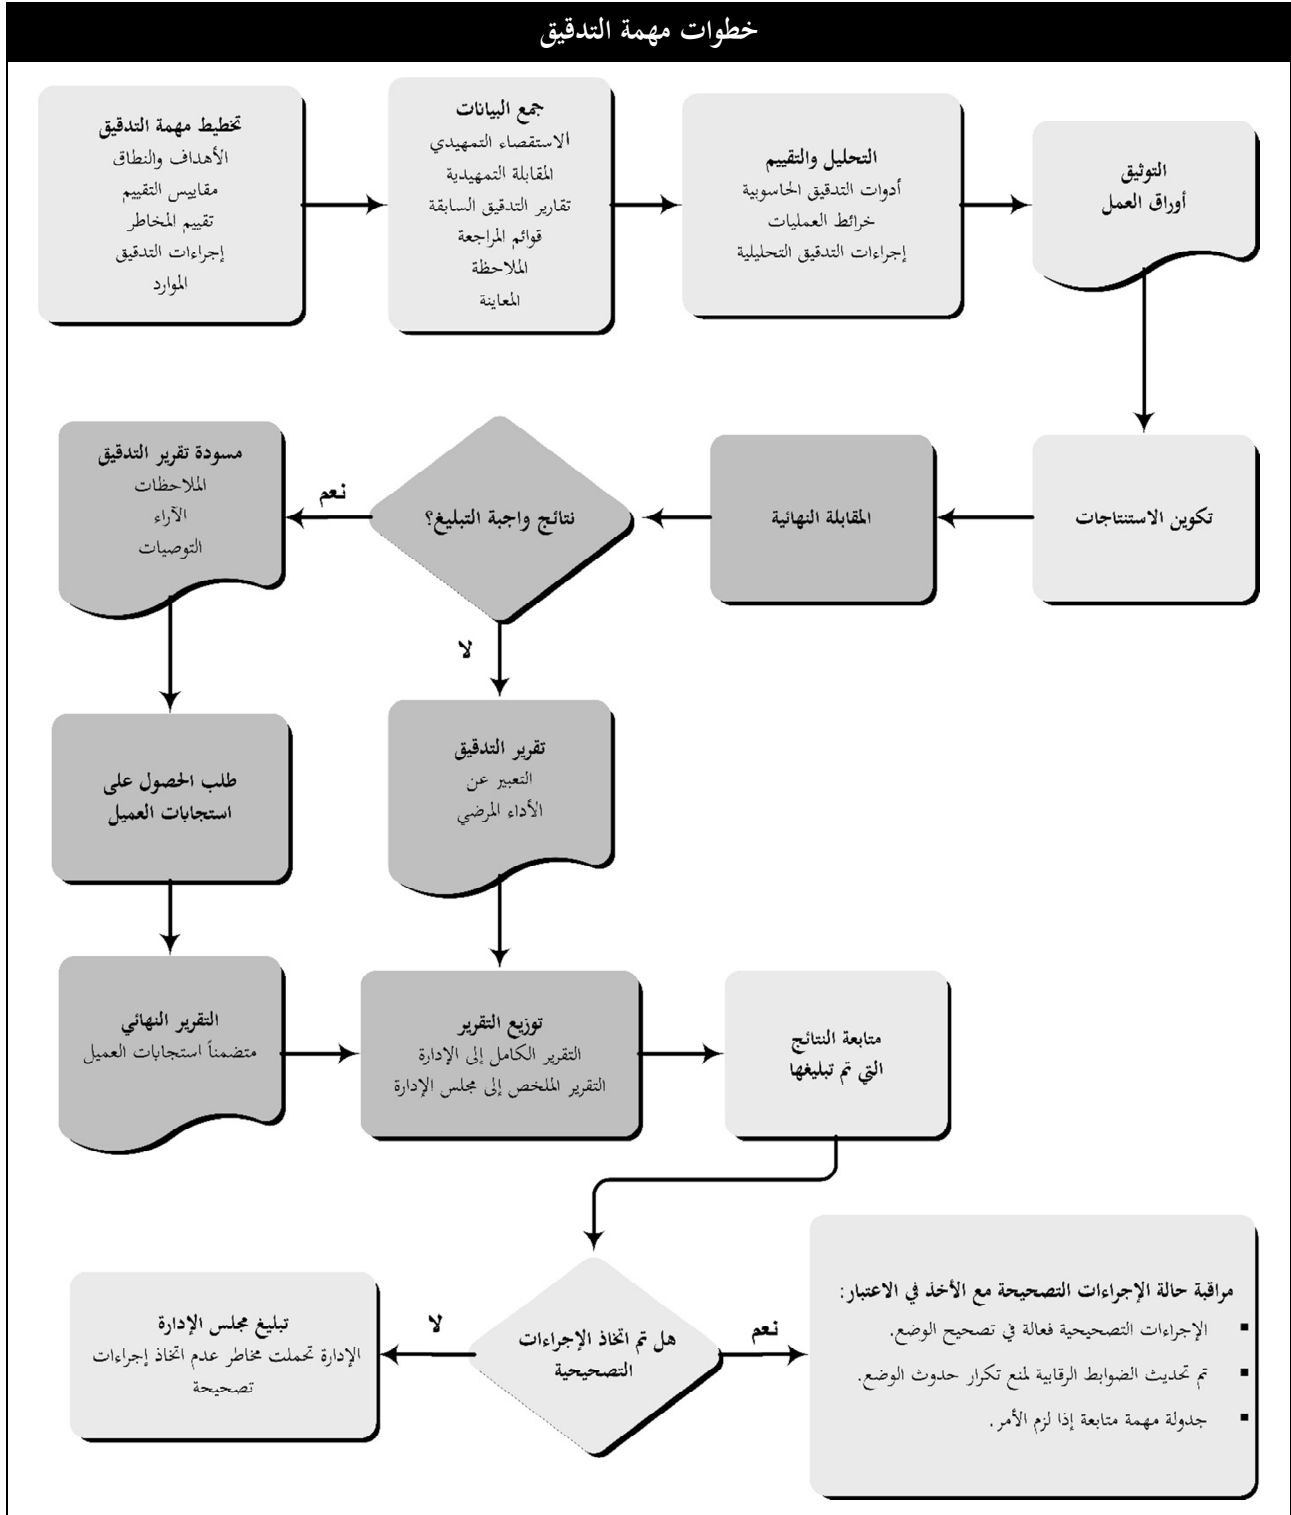 خطوات مهمة التدقيق
تخطيط مهمة التدقيق
الأهداف والنطاق
مقاييس التقييم
تقييم المخاطر
إجراءات التدقيق
الموارد
جمع البيانات
الاستقصاء التمهيدي
المقابلة التمهيدية
تقارير التدقيق السابقة
قوائم المراجعة
الملاحظة
المعاينة
التحليل والتقييم
أدوات التدقيق الحاسوبية
خرائط العمليات
إجراءات التدقيق التحليلية
التوثيق
أوراق العمل
تكوين الاستنتاجات
المقابلة النهائية
نتائج واجبة التبليغ؟
نعم
مسودة تقرير التدقيق
الملاحظات
الآراء
التوصيات
لا
طلب الحصول على
استجابات العميل
تقرير التدقيق
التعبير عن
الأداء المرضي
التقرير النهائي
متضمناً استجابات العميل
توزيع التقرير
التقرير الكامل إلى الإدارة
التقرير الملخص إلى مجلس الإدارة
متابعة النتائج
التي تم تبليغها
هل تم اتخاذ الإجراءات
التصحيحية
لا
تبليغ مجلس الإدارة
الإدارة تحملت مخاطر عدم اتخاذ إجراءات
تصحيحة
نعم
مراقبة حالة الإجراءات التصحيحة مع الأخذ في الاعتبار:
▪ الإجراءات التصحيحية فعالة في تصحيح الوضع.
▪ تم تحديث الضوابط الرقابية لمنع تكرار حدوث الوضع.
▪ جدولة مهمة متابعة إذا لزم الأمر.